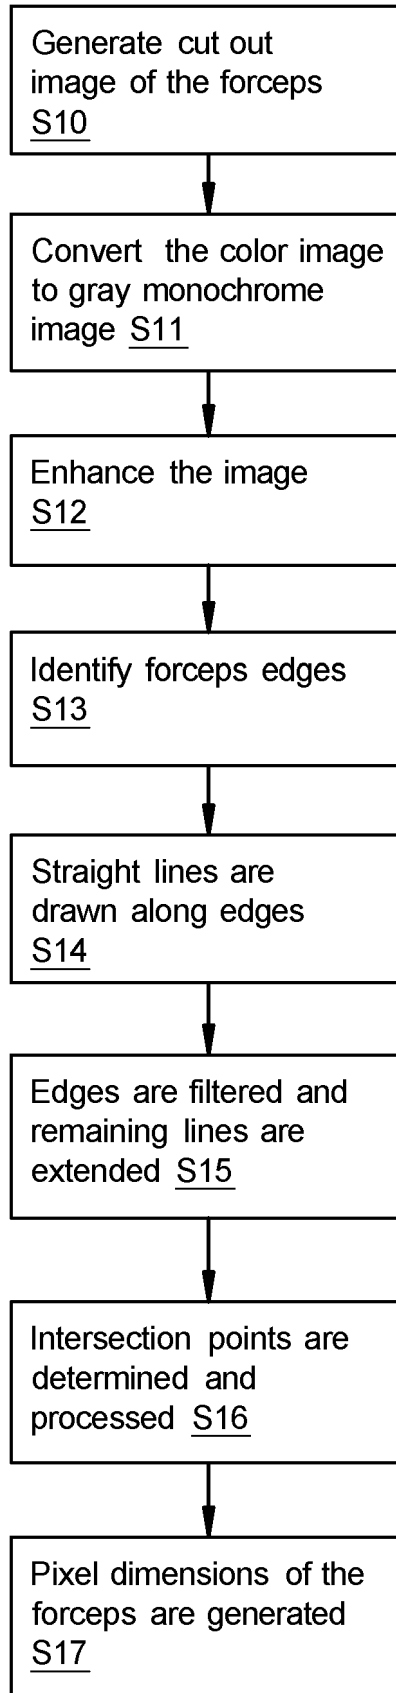 Generate cut out
image of the forceps
S10
Convert the color image
to gray monochrome
image S11
Enhance the image
S12
Identify forceps edges
S13
Straight lines are
drawn along edges
S14
Edges are filtered and
remaining lines are
extended S15
Intersection points are
determined and
processed S16
Pixel dimensions of the
forceps are generated
S17